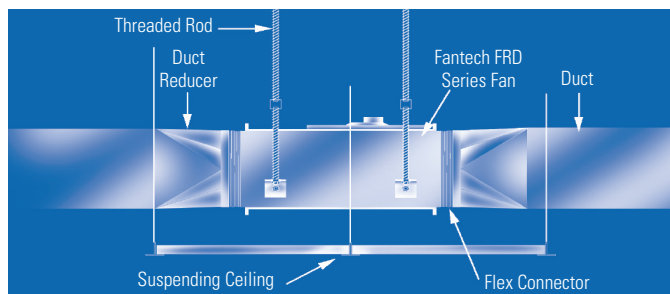 Threaded Rod
Duct
Reducer
Fantech FRD
Series Fan
Duct
Suspending Ceiling
Flex Connector